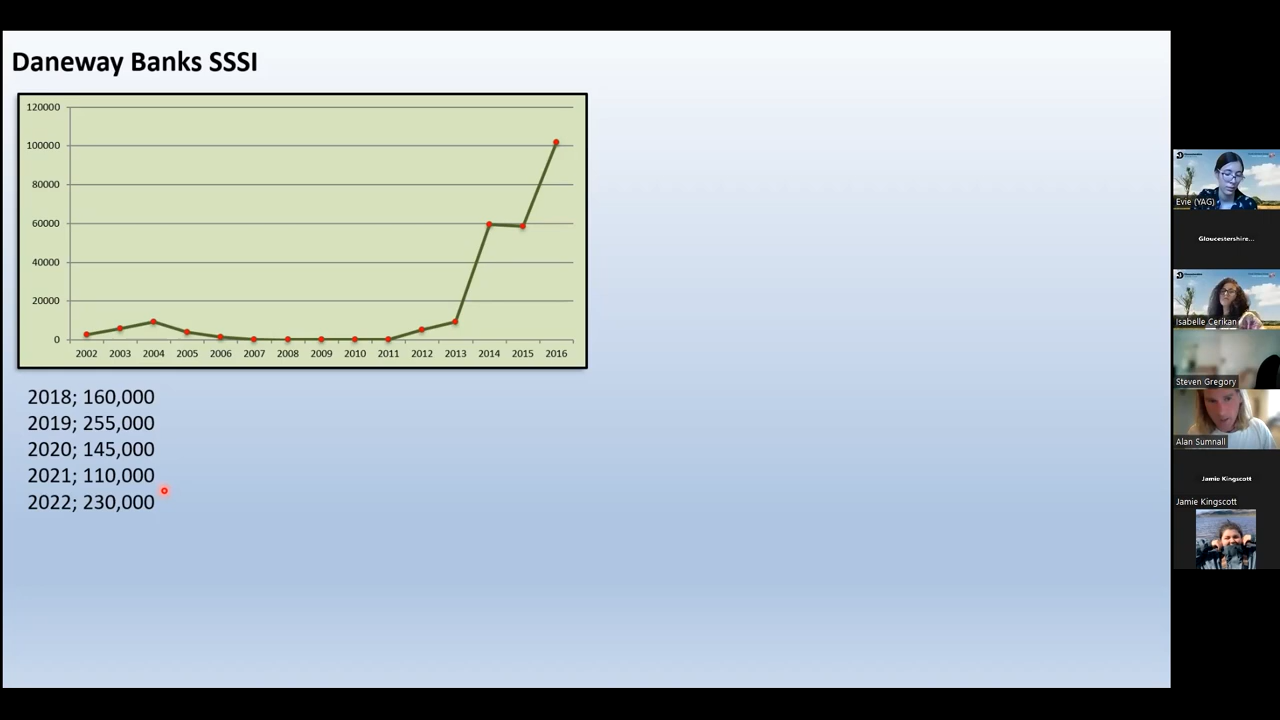 Daneway Banks SSSI
120000
100000
80000
60000
40000
20000
0
2002 2003 2004 2005 2006 2007 2008 2009 2010 2011 2012 2013 2014 2015 2016
2018; 160,000
2019; 255,000
2020; 145,000
2021; 110,000
2022; 230,000
Evie (YAG)
Gloucestershire...
Isabelle Cerikan
Steven Gregory
Alan Sumnall
Jamie Kingscott
Jamie Kingscott